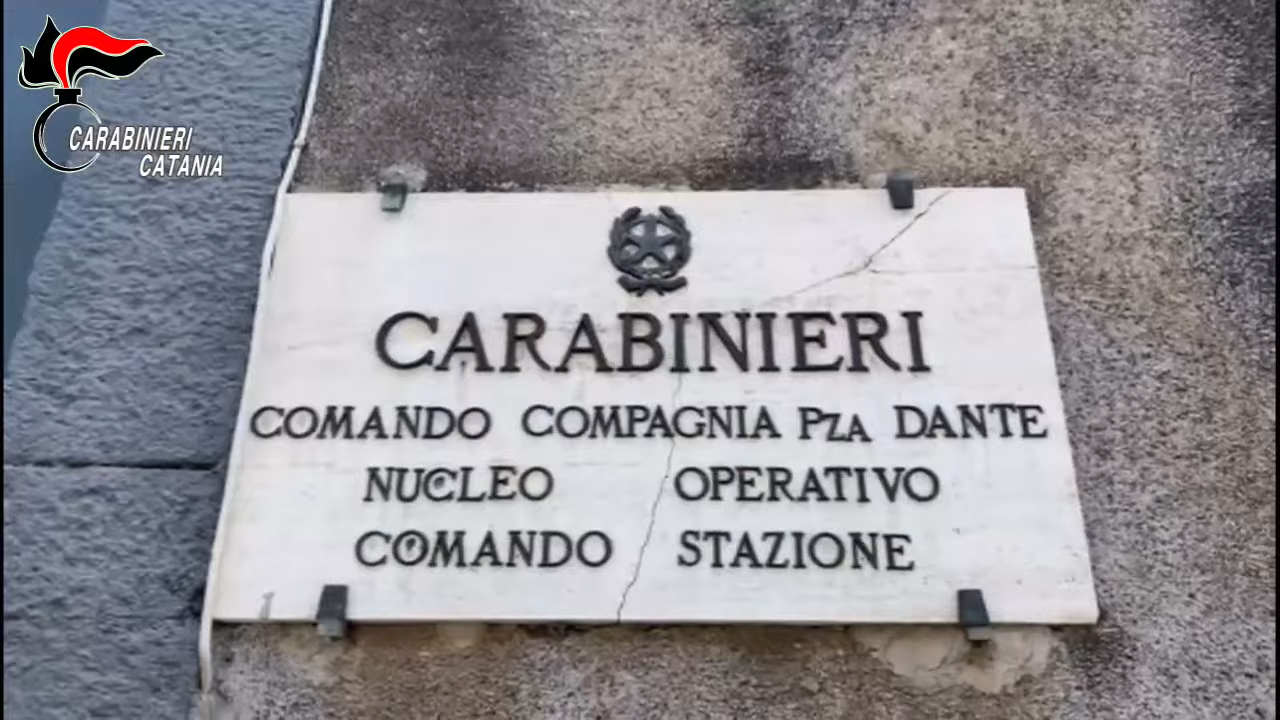 CARABINIERI
CATANIA
CARABINIERI
COMANDO COMPAGNIA PZA DANTE
NUCLEO OPERATIVO
COMANDO STAZIONE